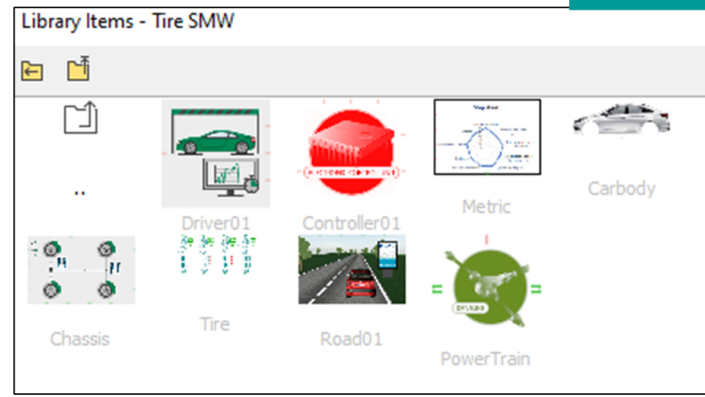 Library Items - Tire SMW
..
Driver01
Controller01
Metric
Carbody
Chassis
Tire
Road01
PowerTrain